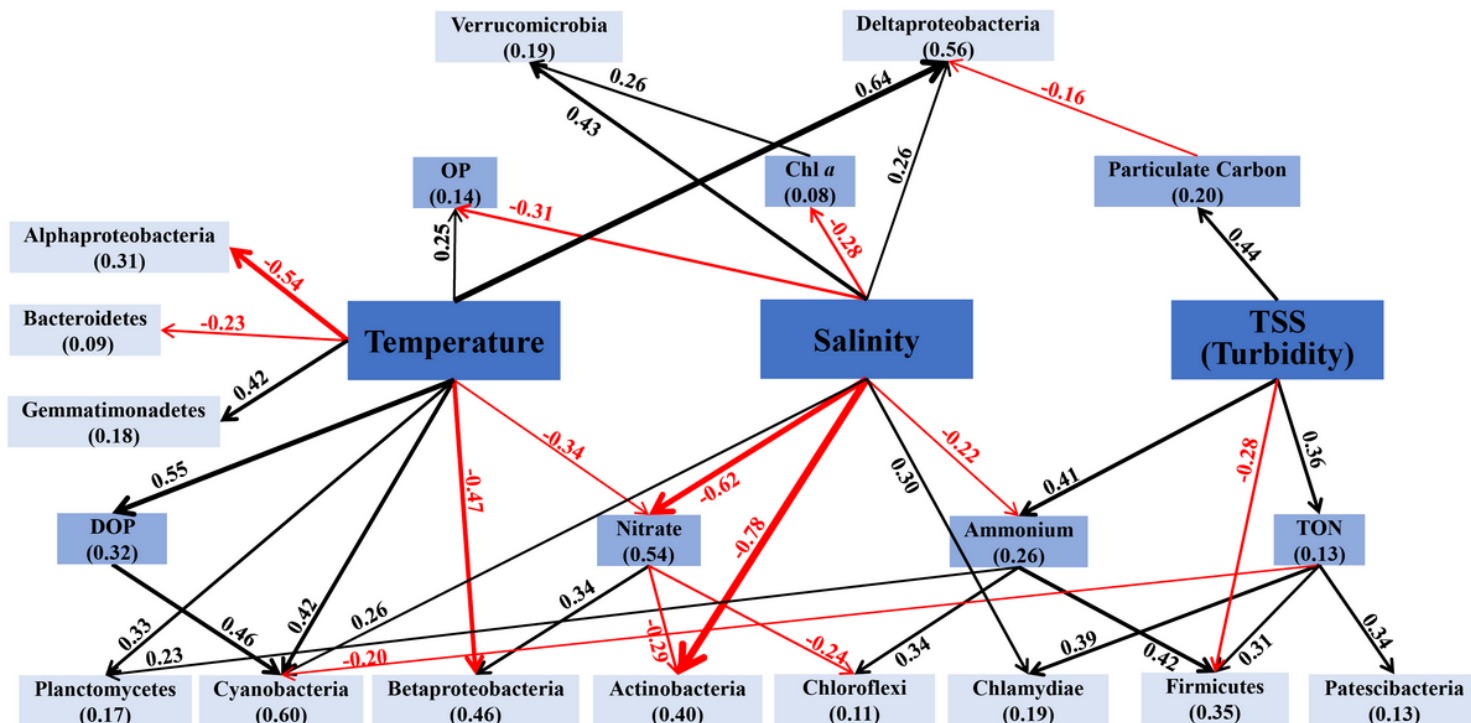 Verrucomicrobia
(0.19)
Deltaproteobacteria
(0.56)
0.26
0.64
-0.16
0.43
0.26
OP
(0.14)
Chl a
(0.08)
Particulate Carbon
(0.20)
-0.31
0.25
-0.28
0.44
Alphaproteobacteria
(0.31)
-0.54
Bacteroidetes
(0.09)
-0.23
Temperature
Salinity
TSS
(Turbidity)
0.42
Gemmatimonadetes
(0.18)
0.55
-0.34
-0.47
-0.62
-0.22
0.30
0.41
-0.28
0.36
DOP
(0.32)
Nitrate
(0.54)
-0.78
Ammonium
(0.26)
TON
(0.13)
0.33
0.46
0.42
0.26
0.34
-0.29
-0.24
0.34
0.39
0.42
0.31
0.34
0.23
-0.20
Planctomycetes
(0.17)
Cyanobacteria
(0.60)
Betaproteobacteria
(0.46)
Actinobacteria
(0.40)
Chloroflexi
(0.11)
Chlamydiae
(0.19)
Firmicutes
(0.35)
Patescibacteria
(0.13)